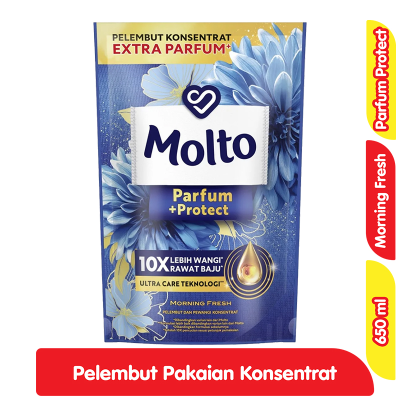 PELEMBUT KONSENTRAT
EXTRA PARFUM+
Molto
Parfum
+Protect
10X LEBIH WANGI*
RAWAT BAJU*
ULTRA CARE TEKNOLOGI™
MORNING FRESH
PELEMBUT DAN PEWANGI KONSENTRAT
Parfum Protect
Morning Fresh
650 ml
Pelembut Pakaian Konsentrat